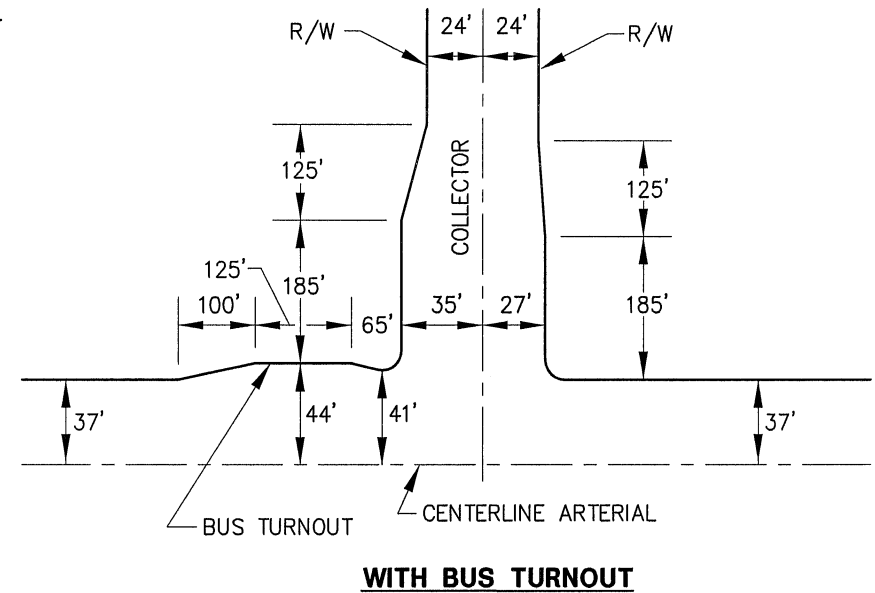 24' 24'
R/W
R/W
125'
COLLECTOR
125'
125'
185'
100'
65'
35'
27'
185'
37'
44'
41'
37'
BUS TURNOUT
CENTERLINE ARTERIAL
WITH BUS TURNOUT